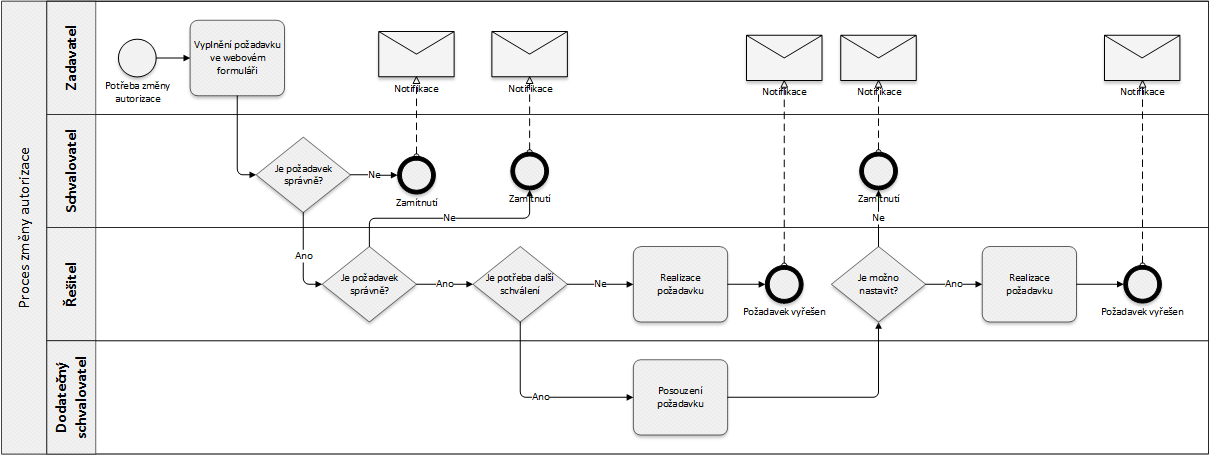 Proces změny autorizace
Zadavatel
Potřeba změny
autorizace
Vyplnění požadavku
ve webovém
formuláři
Notifikace
Notifikace
Notifikace
Notifikace
Notifikace
Schvalovatel
Je požadavek
správně?
Ne
Zamítnutí
Zamítnutí
Ne
Zamítnutí
Ne
Ano
Řešitel
Je požadavek
správně?
Ano
Je potřeba další
schválení
Ne
Realizace
požadavku
Požadavek vyřešen
Je možno
nastavit?
Ano
Realizace
požadavku
Požadavek vyřešen
Dodatečný
schvalovatel
Ano
Posouzení
požadavku